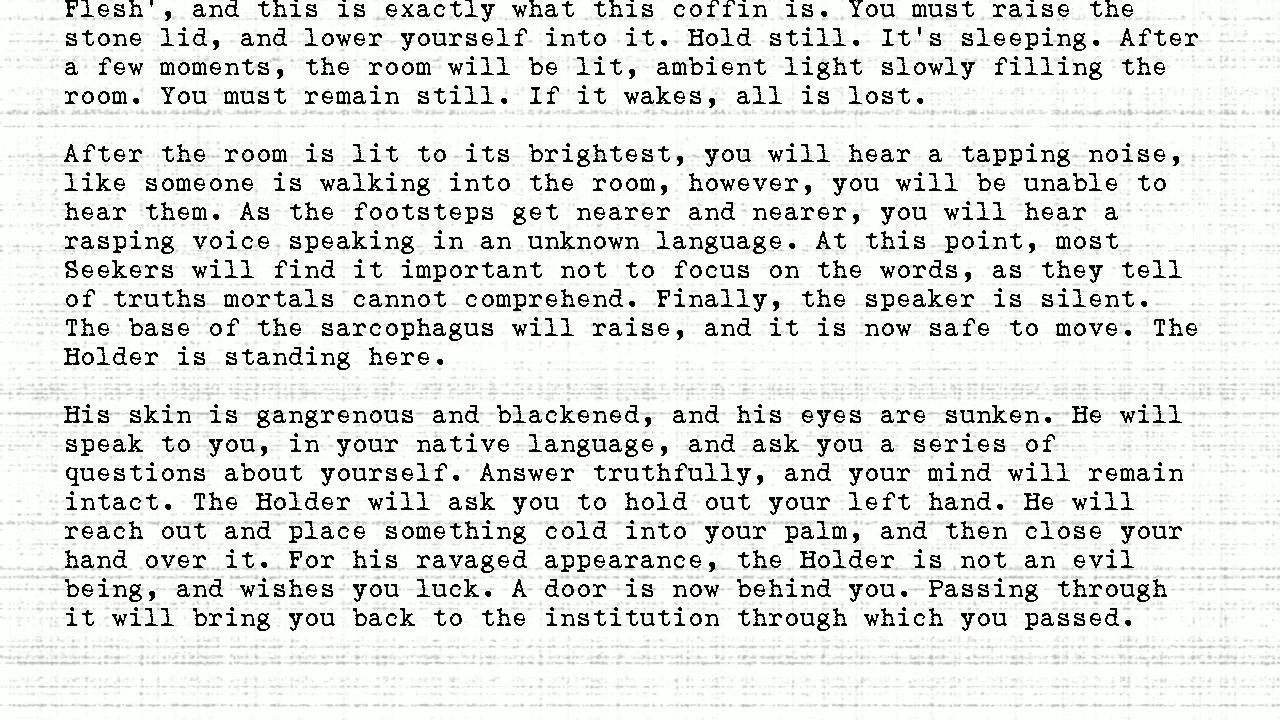 Flesh', and this is exactly what this coffin is. You must raise the
stone lid, and lower yourself into it. Hold still. It's sleeping. After
a few moments, the room will be lit, ambient light slowly filling the
room. You must remain still. If it wakes, all is lost.
After the room is lit to its brightest, you will hear a tapping noise,
like someone is walking into the room, however, you will be unable to
hear them. As the footsteps get nearer and nearer, you will hear a
rasping voice speaking in an unknown language. At this point, most
Seekers will find it important not to focus on the words, as they tell
of truths mortals cannot comprehend. Finally, the speaker is silent.
The base of the sarcophagus will raise, and it is now safe to move. The
Holder is standing here.
His skin is gangrenous and blackened, and his eyes are sunken. He will
speak to you, in your native language, and ask you a series of
questions about yourself. Answer truthfully, and your mind will remain
intact. The Holder will ask you to hold out your left hand. He will
reach out and place something cold into your palm, and then close your
hand over it. For his ravaged appearance, the Holder is not an evil
being, and wishes you luck. A door is now behind you. Passing through
it will bring you back to the institution through which you passed.